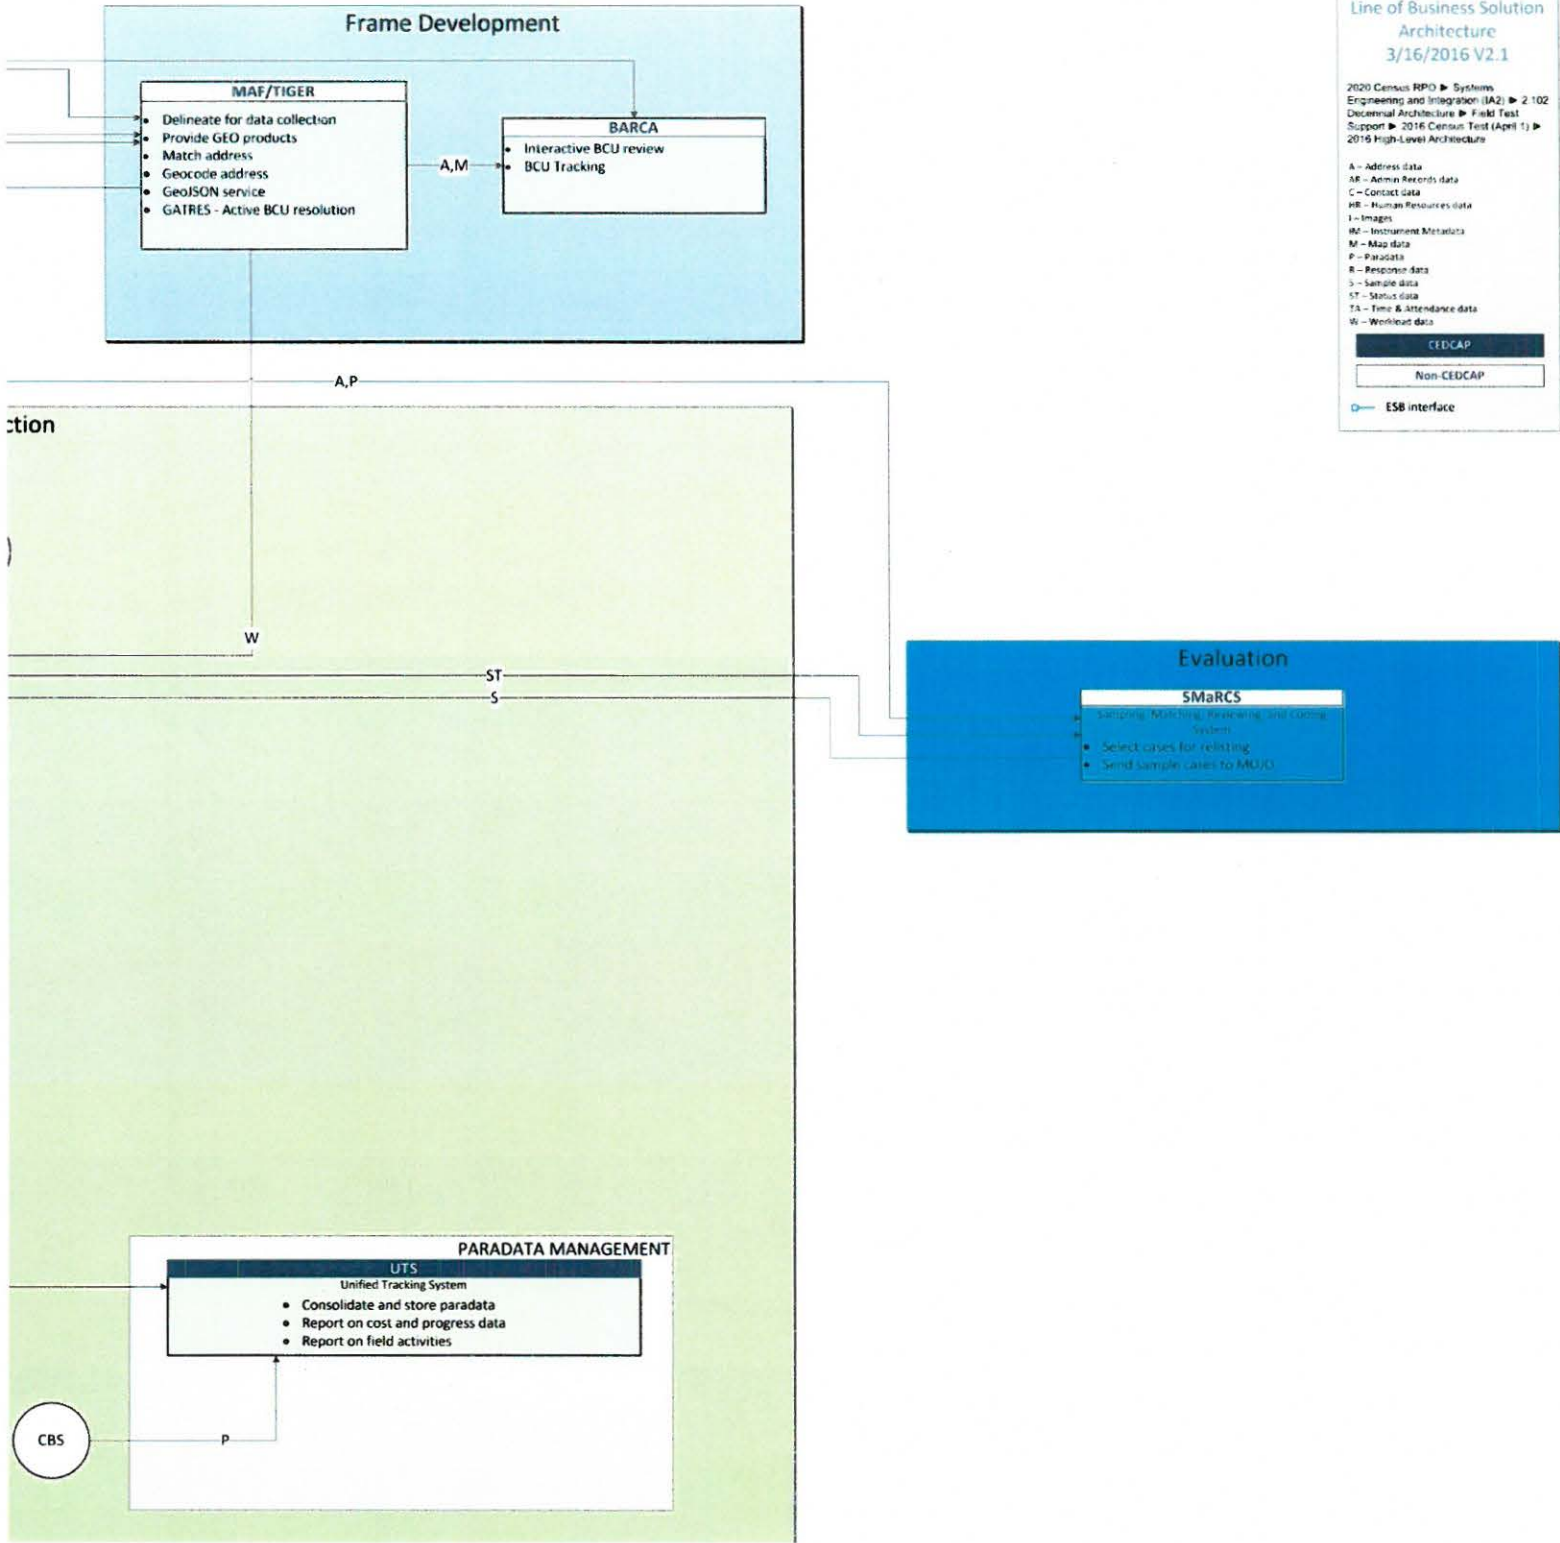 Frame Development
MAF/TIGER
Delineate for data collection
Provide GEO products
Match address
Geocode address
GeoJSON service
GATRES - Active BCU resolution
A,M
BARCA
Interactive BCU review
BCU Tracking
Line of Business Solution
Architecture
3/16/2016 V2.1
2020 Census RPO ▶ Systems
Engineering and Integration (IA2) ▶ 2.102
Decennial Architecture ▶ Field Test
Support ▶ 2016 Census Test (April 1) ▶
2016 High-Level Architecture
A – Address data
AR – Admin Records data
C – Contact data
HR – Human Resources data
I – Images
IM – Instrument Metadata
M – Map data
P – Paradata
R – Response data
S – Sample data
ST – Status data
TA – Time & Attendance data
W – Workload data
CEDCAP
Non-CEDCAP
ESB interface
A,P
ction
W
ST
S
Evaluation
SMaRCS
Sampling, Matching, Reviewing, and Coding
System
Select cases for relisting
Send sample cases to MOJO
PARADATA MANAGEMENT
UTS
Unified Tracking System
Consolidate and store paradata
Report on cost and progress data
Report on field activities
CBS
P